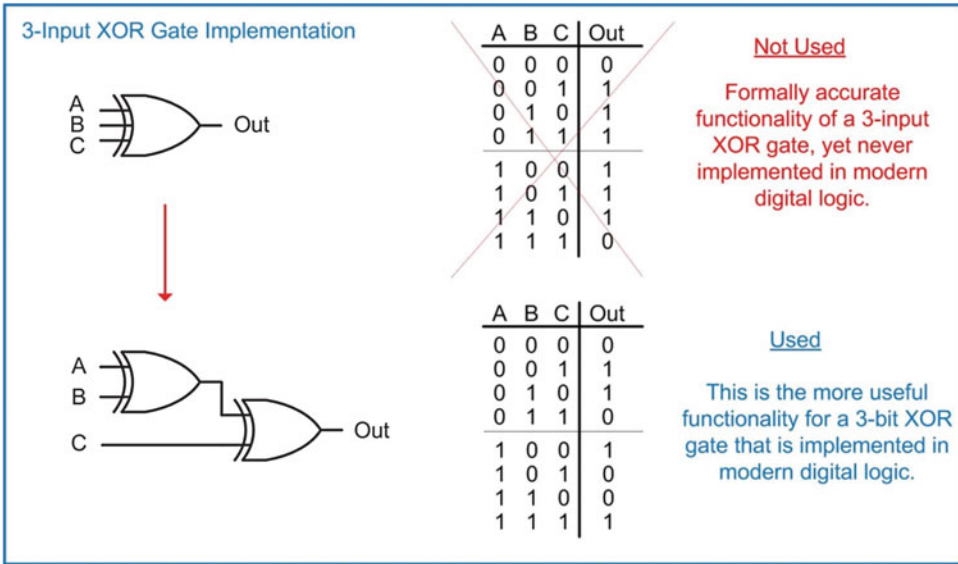 3-Input XOR Gate Implementation
A
B
C
Out
A B C Out
0 0 0 0
0 0 1 1
0 1 0 1
0 1 1 1
1 0 0 1
1 0 1 1
1 1 0 1
1 1 1 0
Not Used
Formally accurate
functionality of a 3-input
XOR gate, yet never
implemented in modern
digital logic.
A
B
C
Out
A B C Out
0 0 0 0
0 0 1 1
0 1 0 1
0 1 1 0
1 0 0 1
1 0 1 0
1 1 0 0
1 1 1 1
Used
This is the more useful
functionality for a 3-bit XOR
gate that is implemented in
modern digital logic.